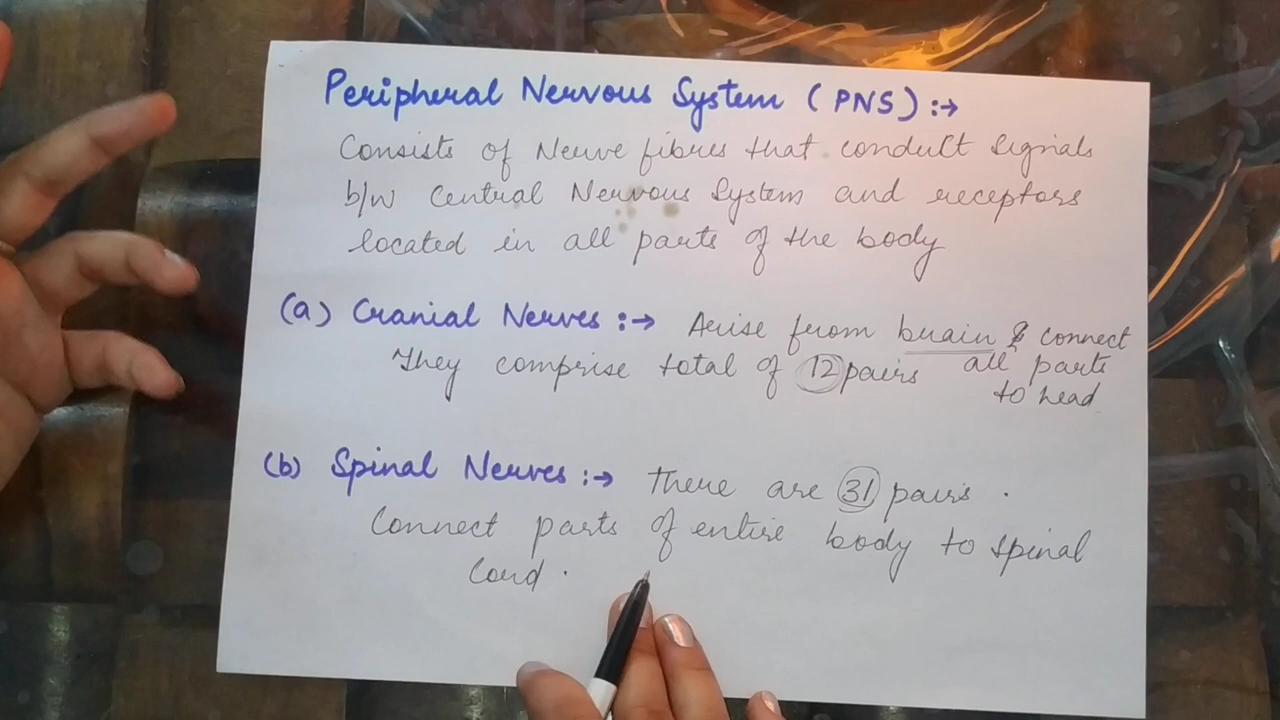 Peripheral Nervous System (PNS) :→
Consists of Nerve fibres that conduct signals
b/w Central Nervous System and receptors
located in all parts of the body
(a) Cranial Nerves :→ Arise from brain & connect
They comprise total of 12 pairs all parts
to head
(b) Spinal Nerves :→ There are 31 pairs .
Connect parts of entire body to spinal
Cord .